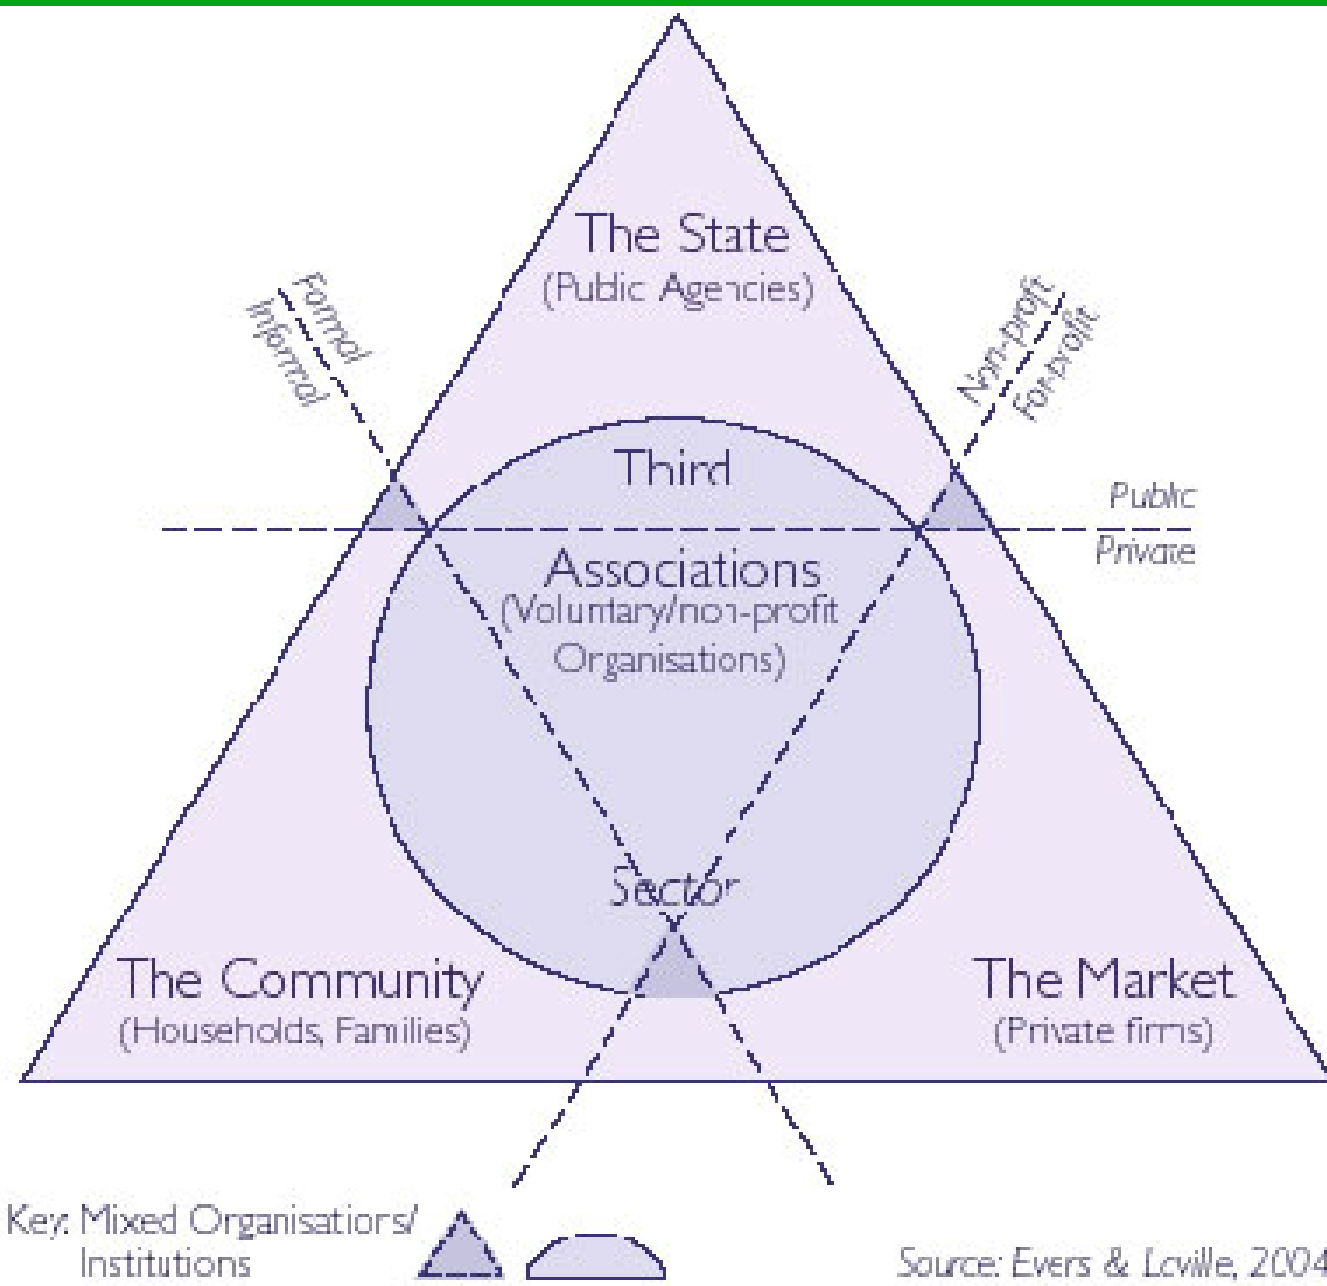 The State
(Public Agencies)
Formal
Informal
Non-profit
For-profit
Third
Public
Private
Associations
(Voluntary/non-profit
Organisations)
Sector
The Community
(Households, Families)
The Market
(Private firms)
Key: Mixed Organisations/
Institutions
Source: Evers & Laville, 2004